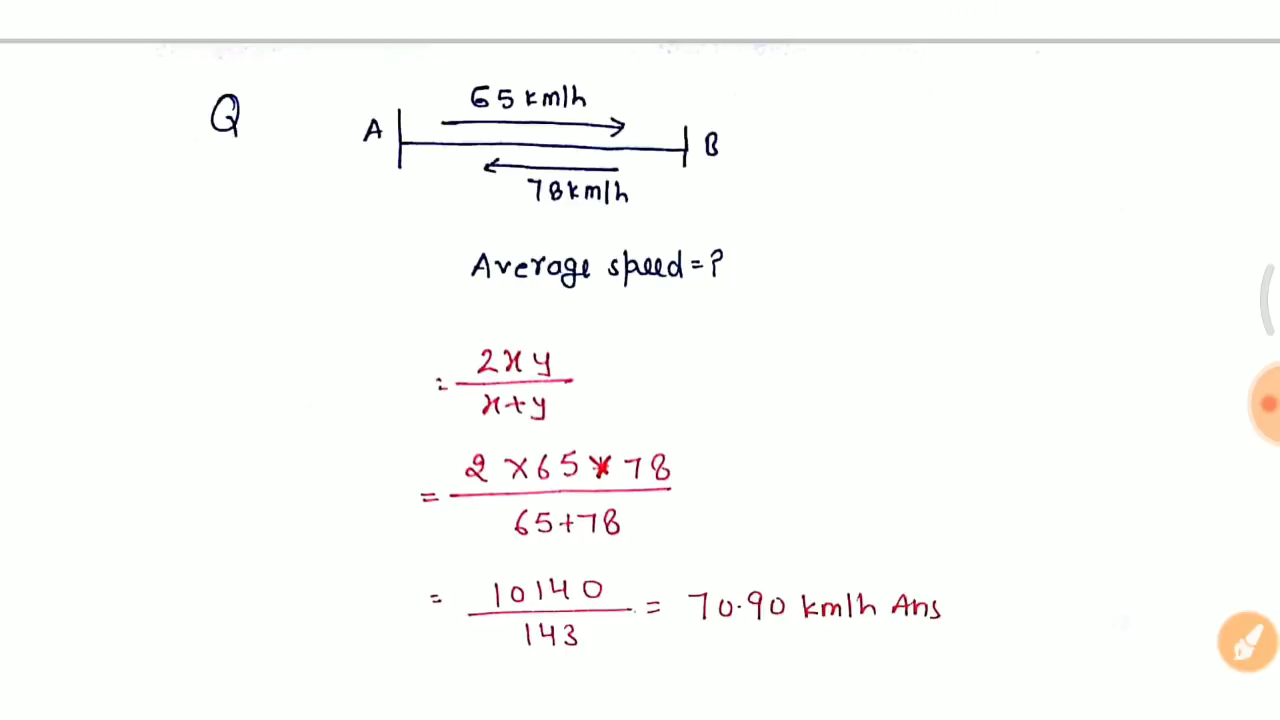 Q
65 km/h
A B
78 km/h
Average speed = ?
= 2xy
x+y
= 2 × 65 × 78
65+78
= 10140
143
= 70.90 km/h Ans